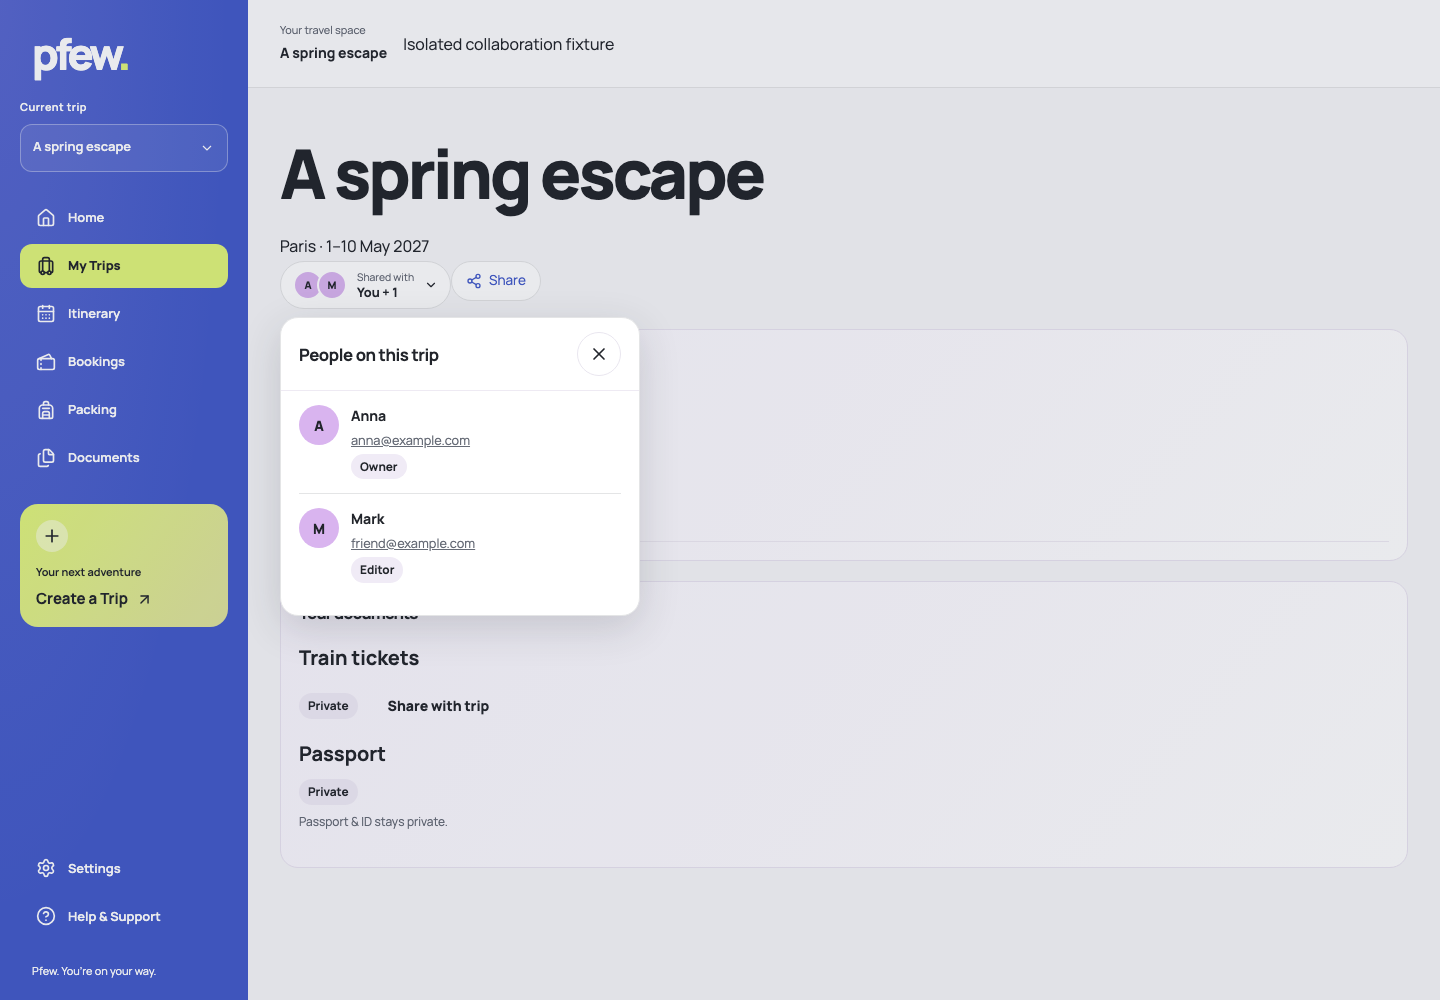 pfew.
Current trip
A spring escape
Home
My Trips
Itinerary
Bookings
Packing
Documents
Your next adventure
Create a Trip
Settings
Help & Support
Pfew. You're on your way.
Your travel space
A spring escape
Isolated collaboration fixture
A spring escape
Paris · 1–10 May 2027
A
M
Shared with
You + 1
Share
People on this trip
A
Anna
anna@example.com
Owner
M
Mark
friend@example.com
Editor
Your documents
Train tickets
Private
Share with trip
Passport
Private
Passport & ID stays private.